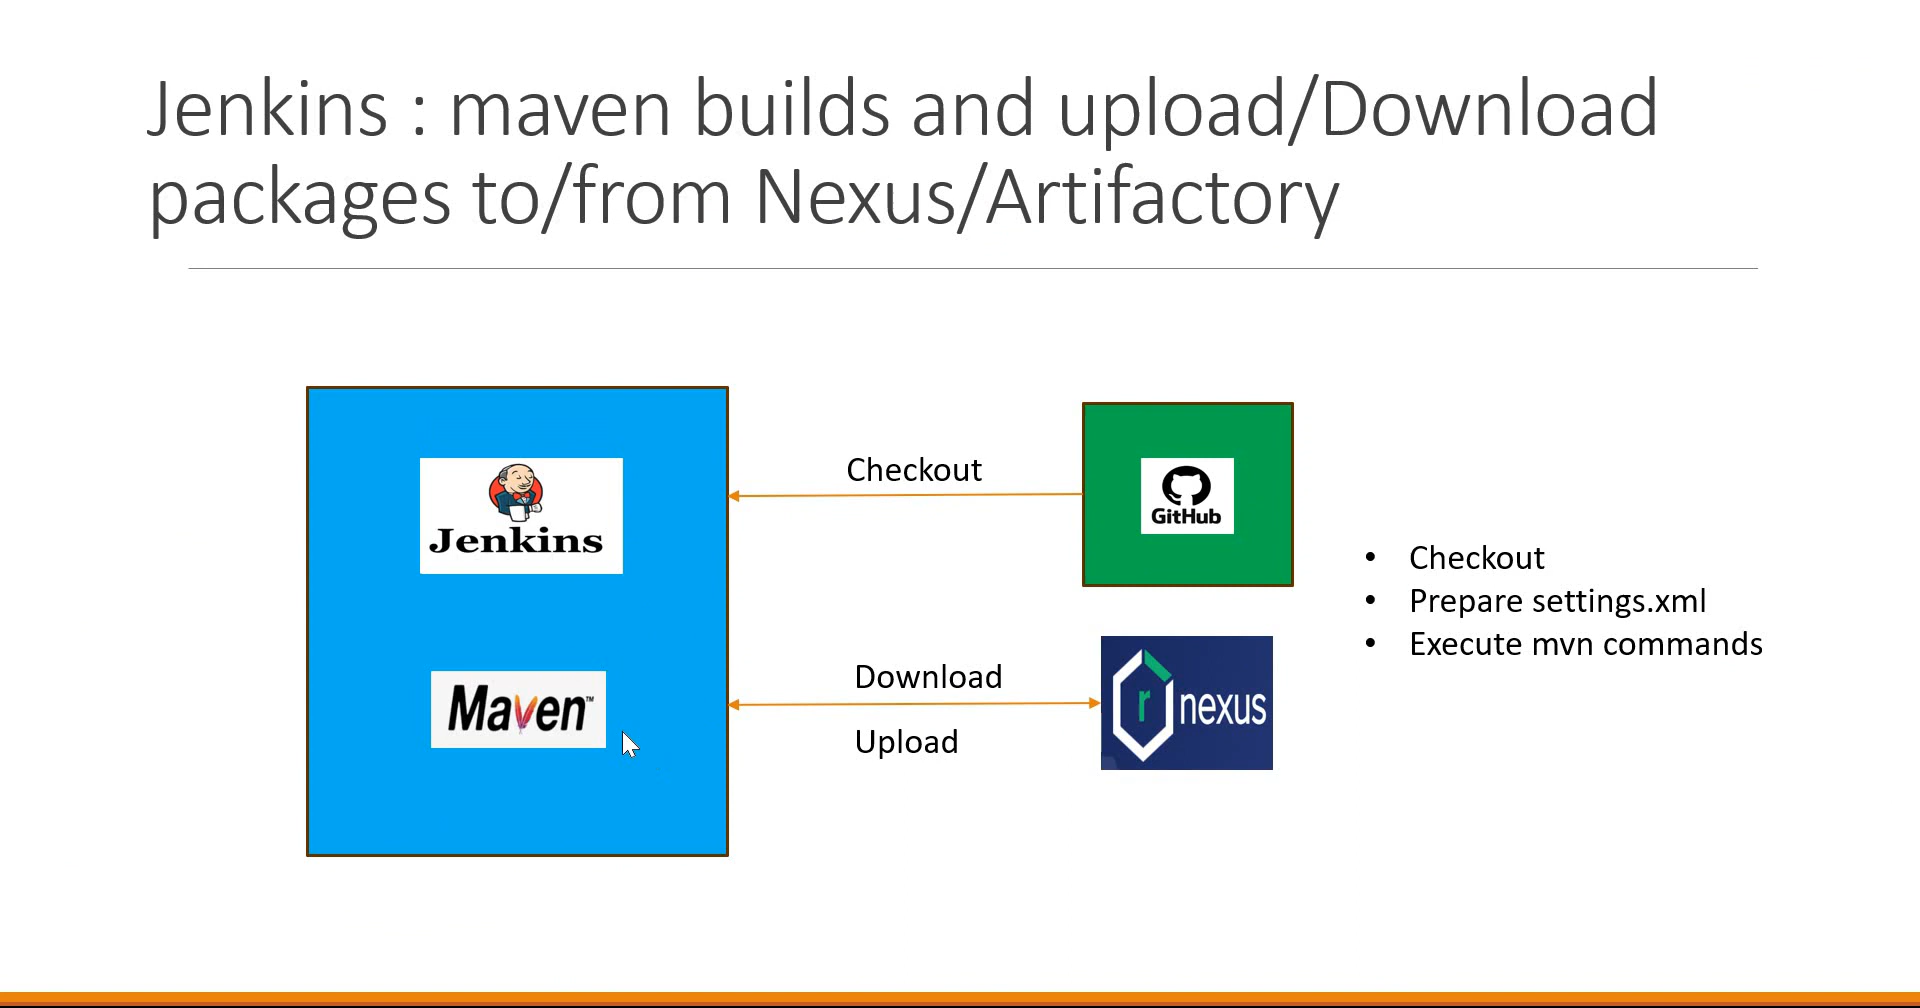 Jenkins : maven builds and upload/Download
packages to/from Nexus/Artifactory
Jenkins
Checkout
GitHub
Maven™
Download
Upload
r nexus
• Checkout
• Prepare settings.xml
• Execute mvn commands